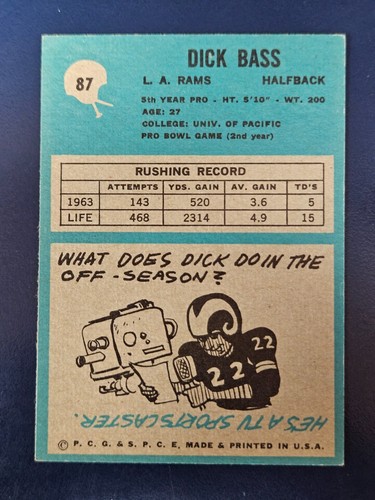 87
DICK BASS
L. A. RAMS HALFBACK
5th YEAR PRO - HT. 5'10" - WT. 200
AGE: 27
COLLEGE: UNIV. OF PACIFIC
PRO BOWL GAME (2nd year)
RUSHING RECORD
ATTEMPTS YDS. GAIN AV. GAIN TD'S
1963 143 520 3.6 5
LIFE 468 2314 4.9 15
WHAT DOES DICK DO IN THE
OFF-SEASON?
22 22
HE'S A TV SPORTSCASTER.
© P. C. G. & S. P. C. E. MADE & PRINTED IN U.S.A.